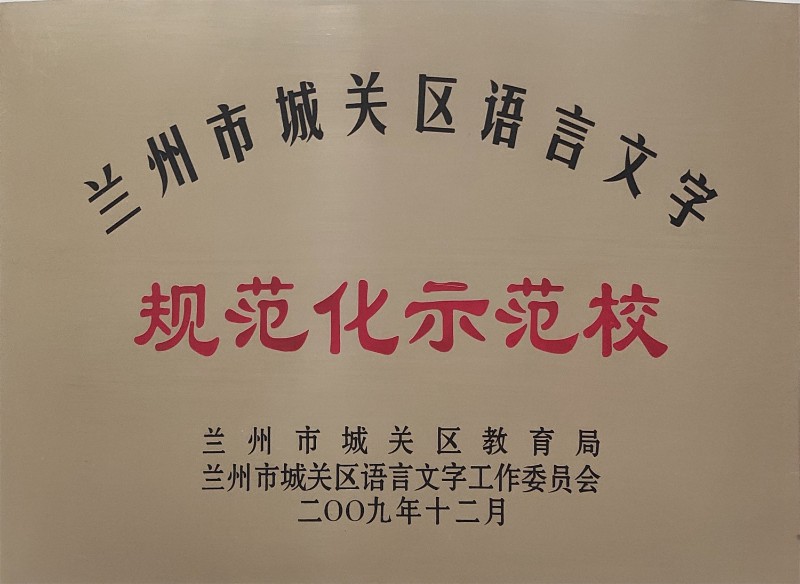 兰州市城关区语言文字
规范化示范校
兰州市城关区教育局
兰州市城关区语言文字工作委员会
二〇〇九年十二月